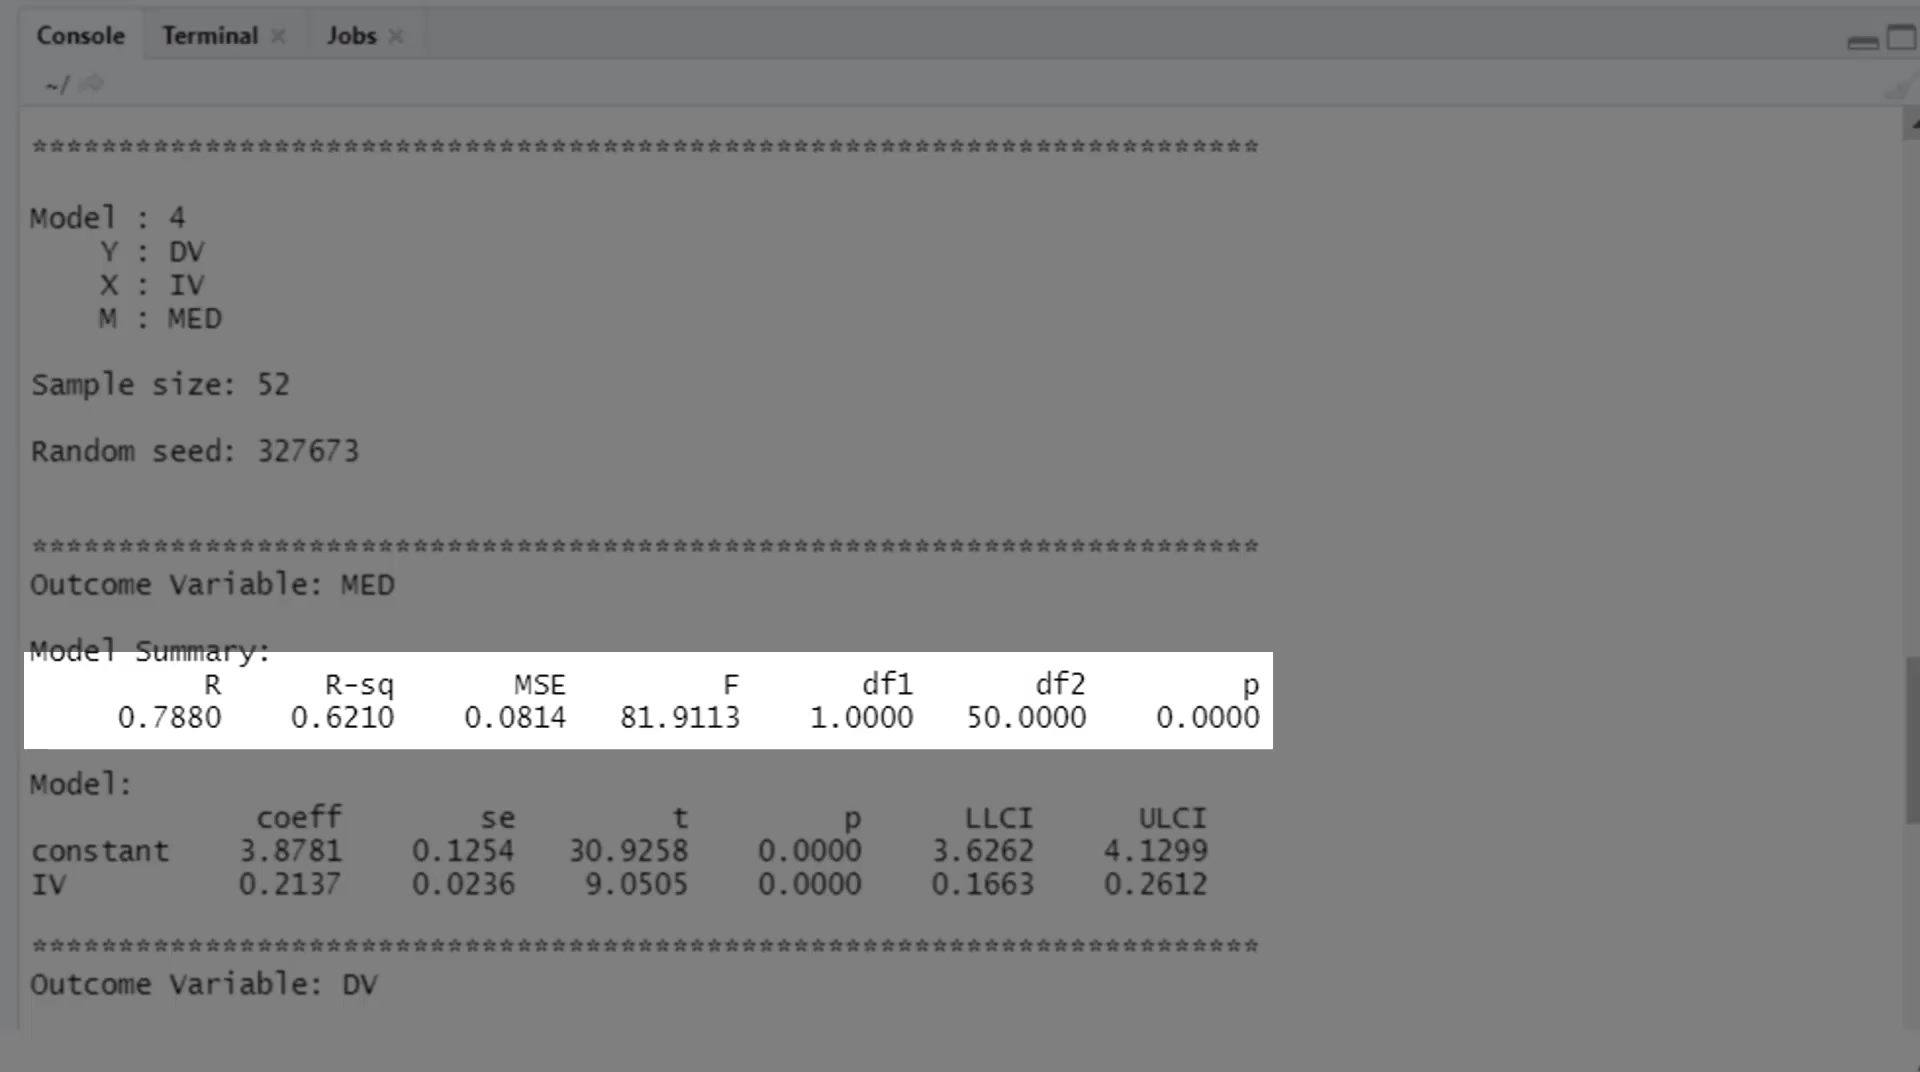 Console Terminal Jobs
~/
***********************************************************************
Model : 4
Y : DV
X : IV
M : MED
Sample size: 52
Random seed: 327673
***********************************************************************
Outcome Variable: MED
Model Summary:
R R-sq MSE F df1 df2 p
0.7880 0.6210 0.0814 81.9113 1.0000 50.0000 0.0000
Model:
coeff se t p LLCI ULCI
constant 3.8781 0.1254 30.9258 0.0000 3.6262 4.1299
IV 0.2137 0.0236 9.0505 0.0000 0.1663 0.2612
***********************************************************************
Outcome Variable: DV